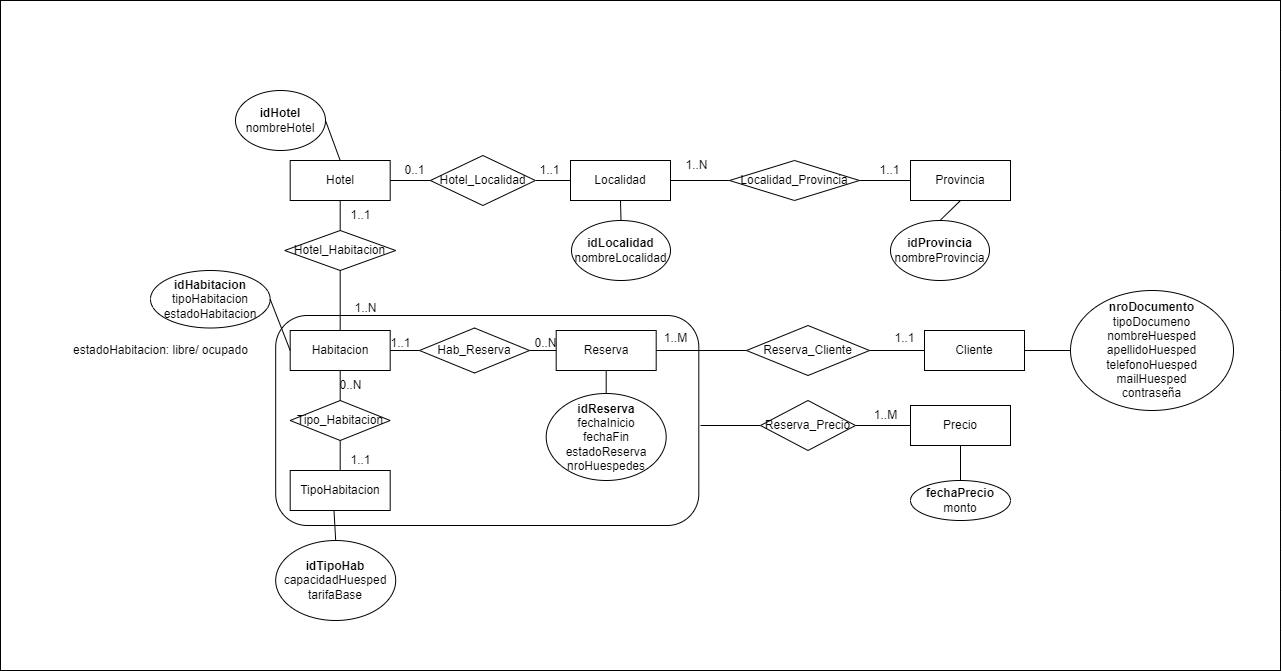 idHotel
nombreHotel
Hotel
0..1
Hotel_Localidad
1..1
Localidad
1..N
Localidad_Provincia
1..1
Provincia
1..1
idLocalidad
nombreLocalidad
idProvincia
nombreProvincia
Hotel_Habitacion
idHabitacion
tipoHabitacion
estadoHabitacion
1..N
nroDocumento
tipoDocumeno
nombreHuesped
apellidoHuesped
telefonoHuesped
mailHuesped
contraseña
estadoHabitacion: libre/ ocupado
Habitacion
1..1
Hab_Reserva
0..N
Reserva
1..M
Reserva_Cliente
1..1
Cliente
0..N
Tipo_Habitacion
idReserva
fechaInicio
fechaFin
estadoReserva
nroHuespedes
Reserva_Precio
1..M
Precio
1..1
TipoHabitacion
fechaPrecio
monto
idTipoHab
capacidadHuesped
tarifaBase